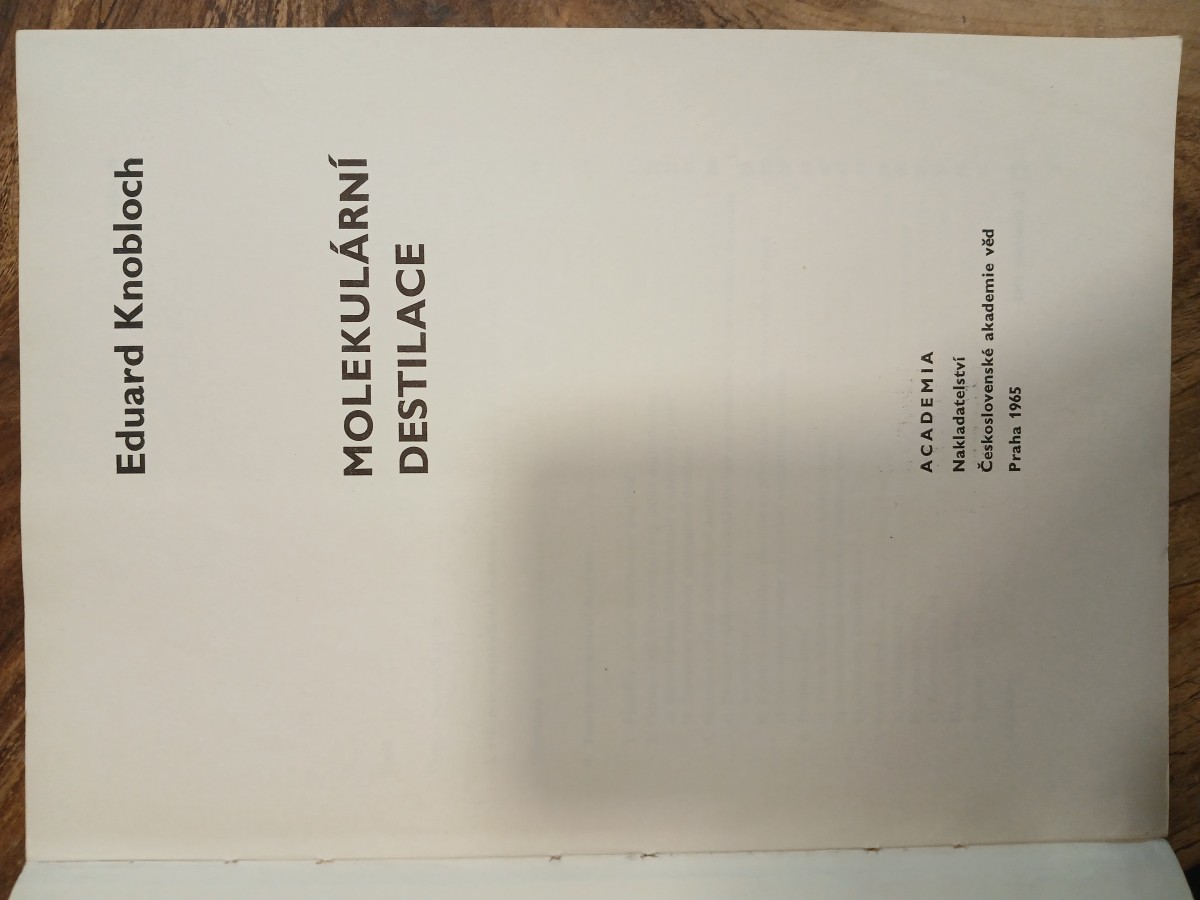 Eduard Knobloch
MOLEKULÁRNÍ
DESTILACE
ACADEMIA
Nakladatelství
Československé akademie věd
Praha 1965